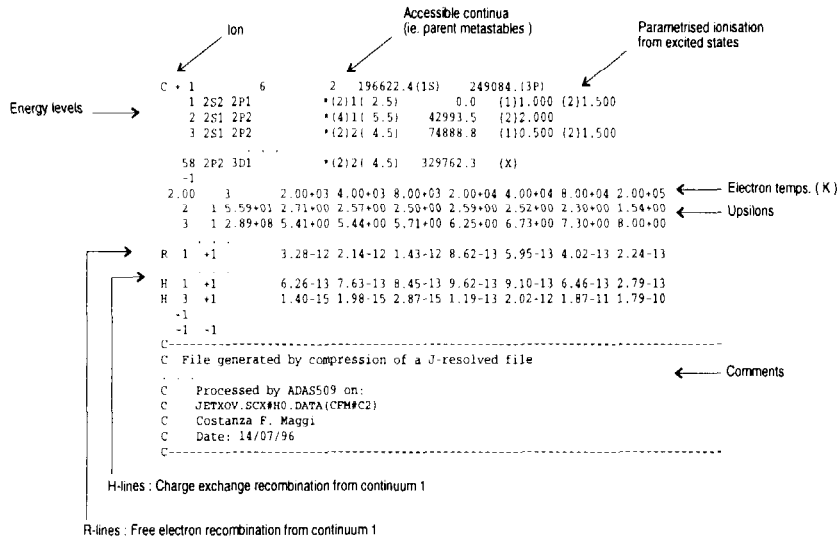 Accessible continua
(ie. parent metastables )
Ion
Parametrised ionisation
from excited states
C + 1 6 2 196622.4(1S) 249084.(3P)
Energy levels
1 2S2 2P1 *(2)1( 2.5) 0.0 {1}1.000 {2}1.500
2 2S1 2P2 *(4)1( 5.5) 42993.5 {2}2.000
3 2S1 2P2 *(2)2( 4.5) 74888.8 {1}0.500 {2}1.500
. . .
58 2P2 3D1 *(2)2( 4.5) 329762.3 {X}
-1
2.00 3 2.00+03 4.00+03 8.00+03 2.00+04 4.00+04 8.00+04 2.00+05
Electron temps. ( K )
2 1 5.59+01 2.71+00 2.57+00 2.50+00 2.59+00 2.52+00 2.30+00 1.54+00
Upsilons
3 1 2.89+08 5.41+00 5.44+00 5.71+00 6.25+00 6.73+00 7.30+00 8.00+00
. . .
R 1 +1 3.28-12 2.14-12 1.43-12 8.62-13 5.95-13 4.02-13 2.24-13
. . .
H 1 +1 6.26-13 7.63-13 8.45-13 9.62-13 9.10-13 6.46-13 2.79-13
H 3 +1 1.40-15 1.98-15 2.87-15 1.19-13 2.02-12 1.87-11 1.79-10
-1
-1 -1
C--------------------------------------------------------------------------------
C File generated by compression of a J-resolved file
Comments
. . .
C Processed by ADAS509 on:
C JETXOV.SCX#H0.DATA(CFM#C2)
C Costanza F. Maggi
C Date: 14/07/96
C--------------------------------------------------------------------------------
H-lines : Charge exchange recombination from continuum 1
R-lines : Free electron recombination from continuum 1